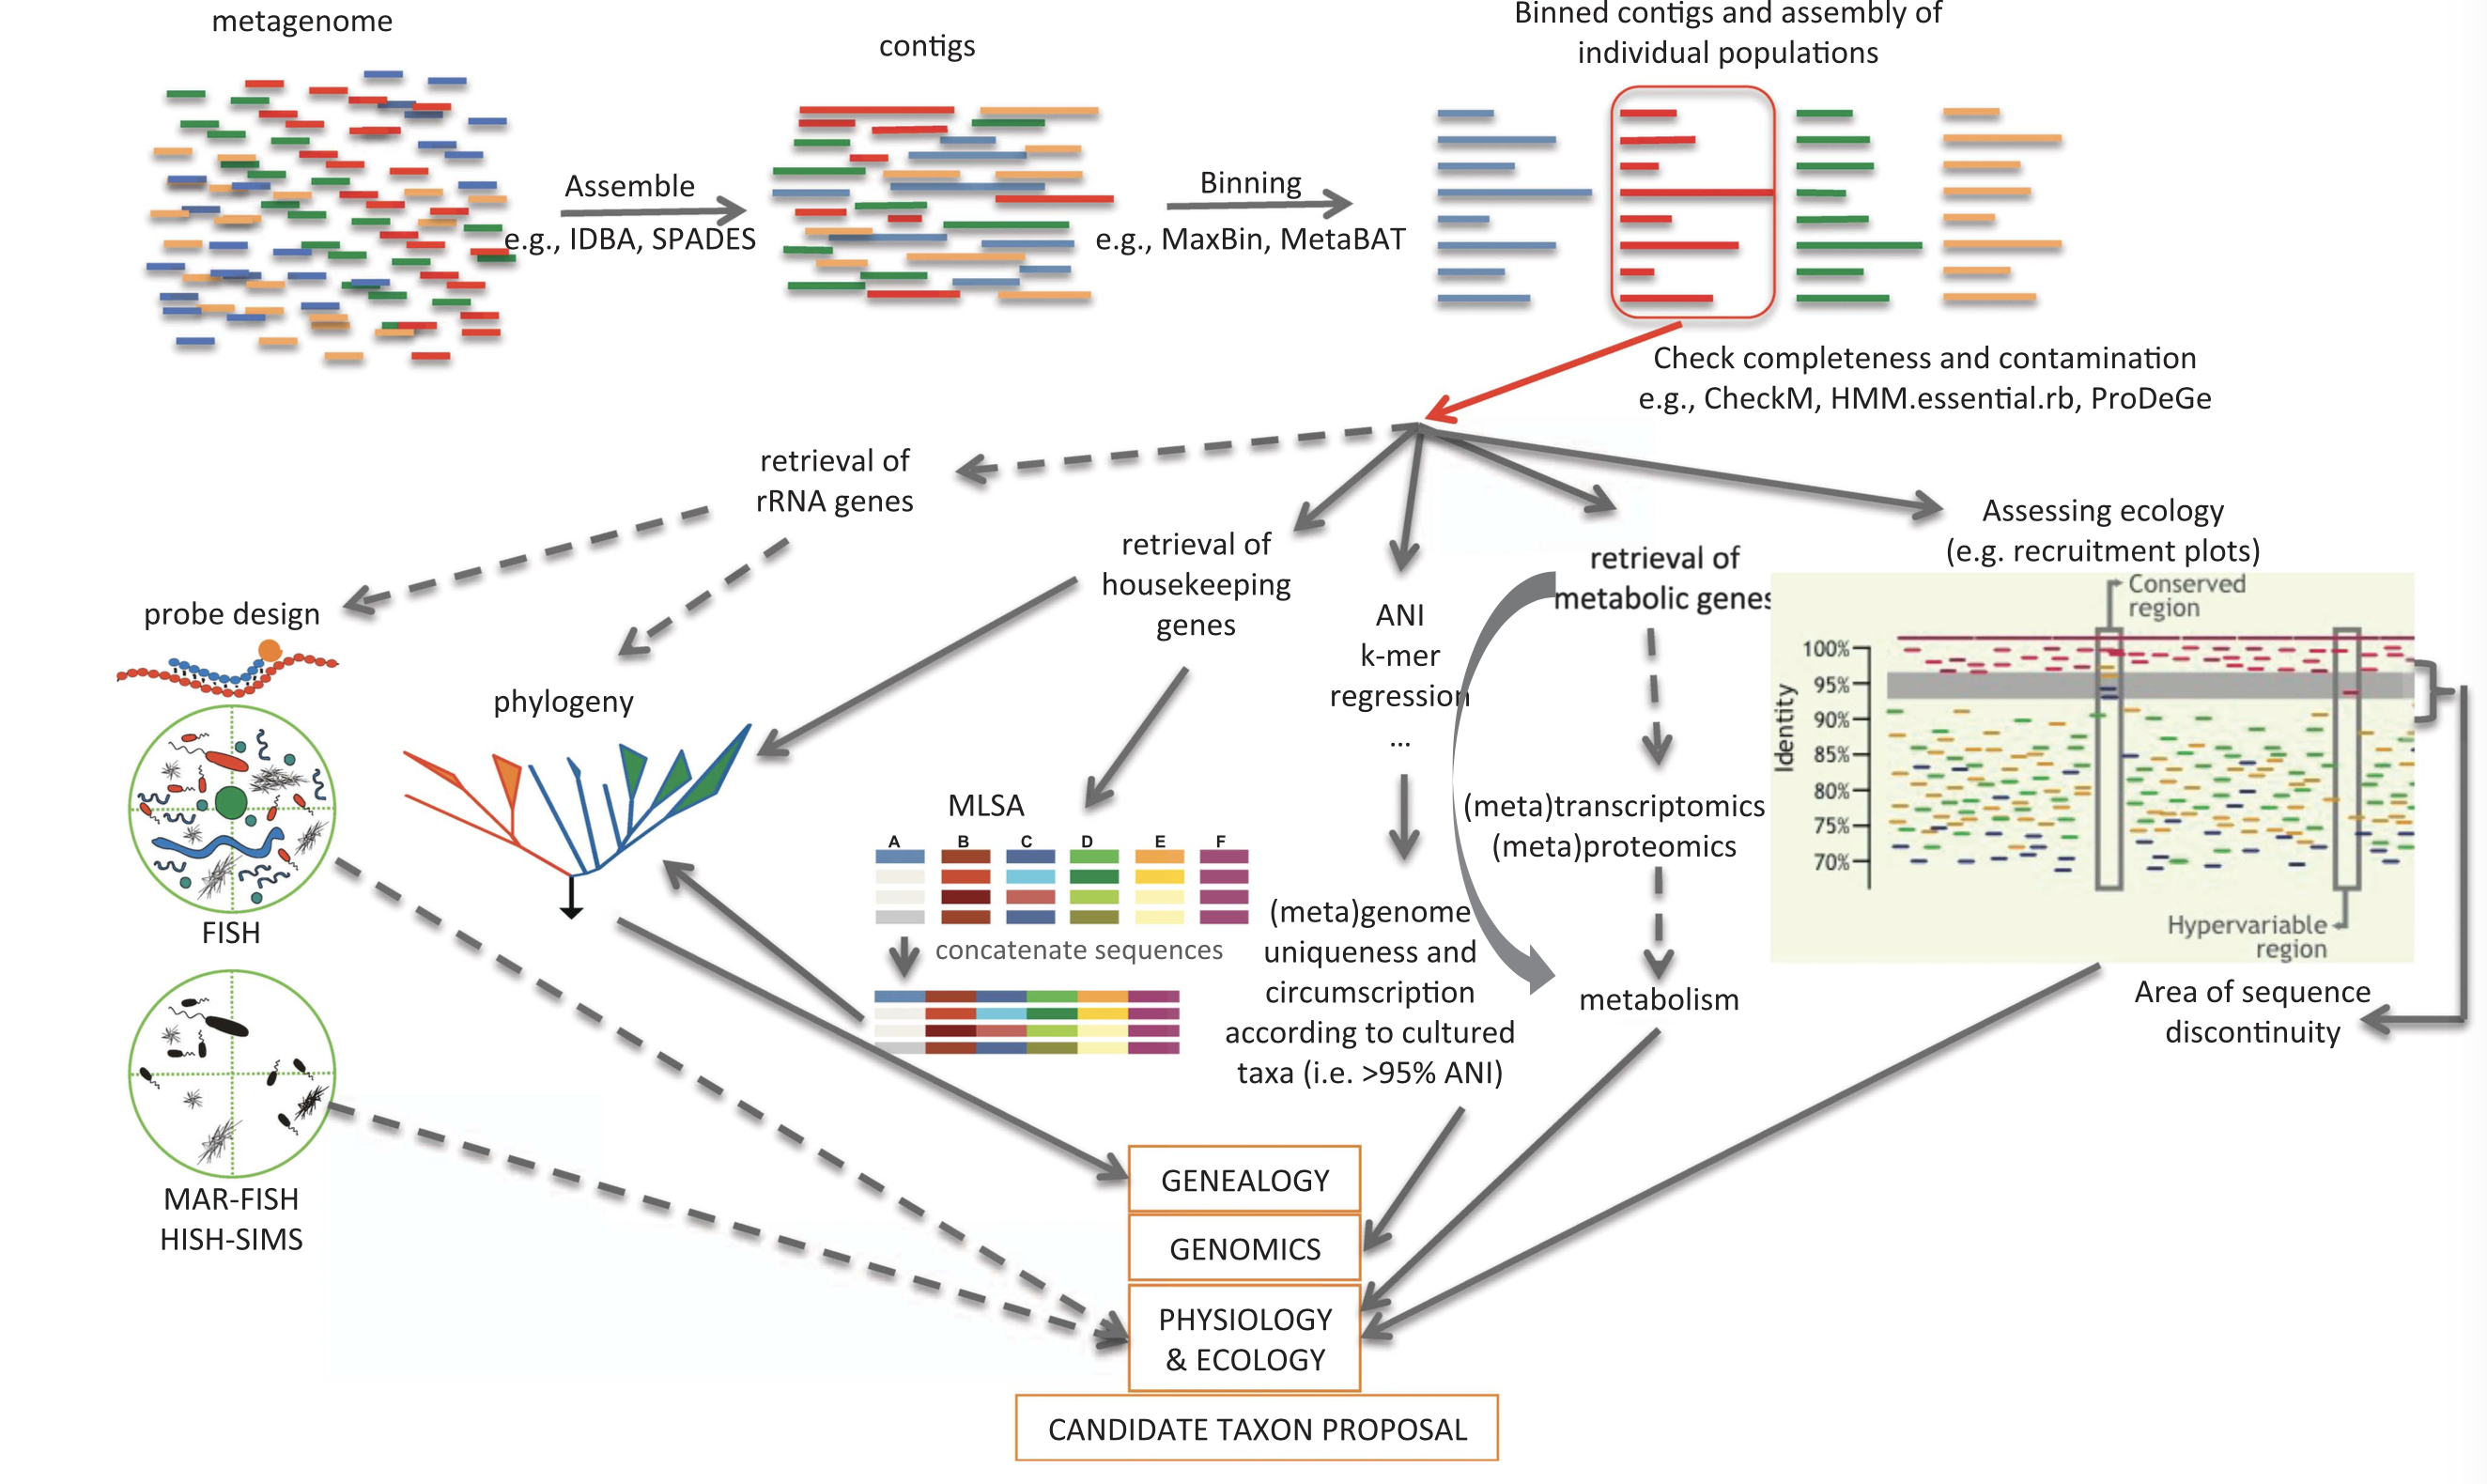 metagenome
contigs
Binned contigs and assembly of
individual populations
Assemble
e.g., IDBA, SPADES
Binning
e.g., MaxBin, MetaBAT
Check completeness and contamination
e.g., CheckM, HMM.essential.rb, ProDeGe
retrieval of
rRNA genes
retrieval of
housekeeping
genes
ANI
k-mer
regression
...
retrieval of
metabolic genes
Assessing ecology
(e.g. recruitment plots)
Conserved
region
100%
95%
90%
85%
80%
75%
70%
Identity
Hypervariable
region
Area of sequence
discontinuity
probe design
FISH
MAR-FISH
HISH-SIMS
phylogeny
MLSA
A B C D E F
concatenate sequences
(meta)genome
uniqueness and
circumscription
according to cultured
taxa (i.e. >95% ANI)
(meta)transcriptomics
(meta)proteomics
metabolism
GENEALOGY
GENOMICS
PHYSIOLOGY
& ECOLOGY
CANDIDATE TAXON PROPOSAL